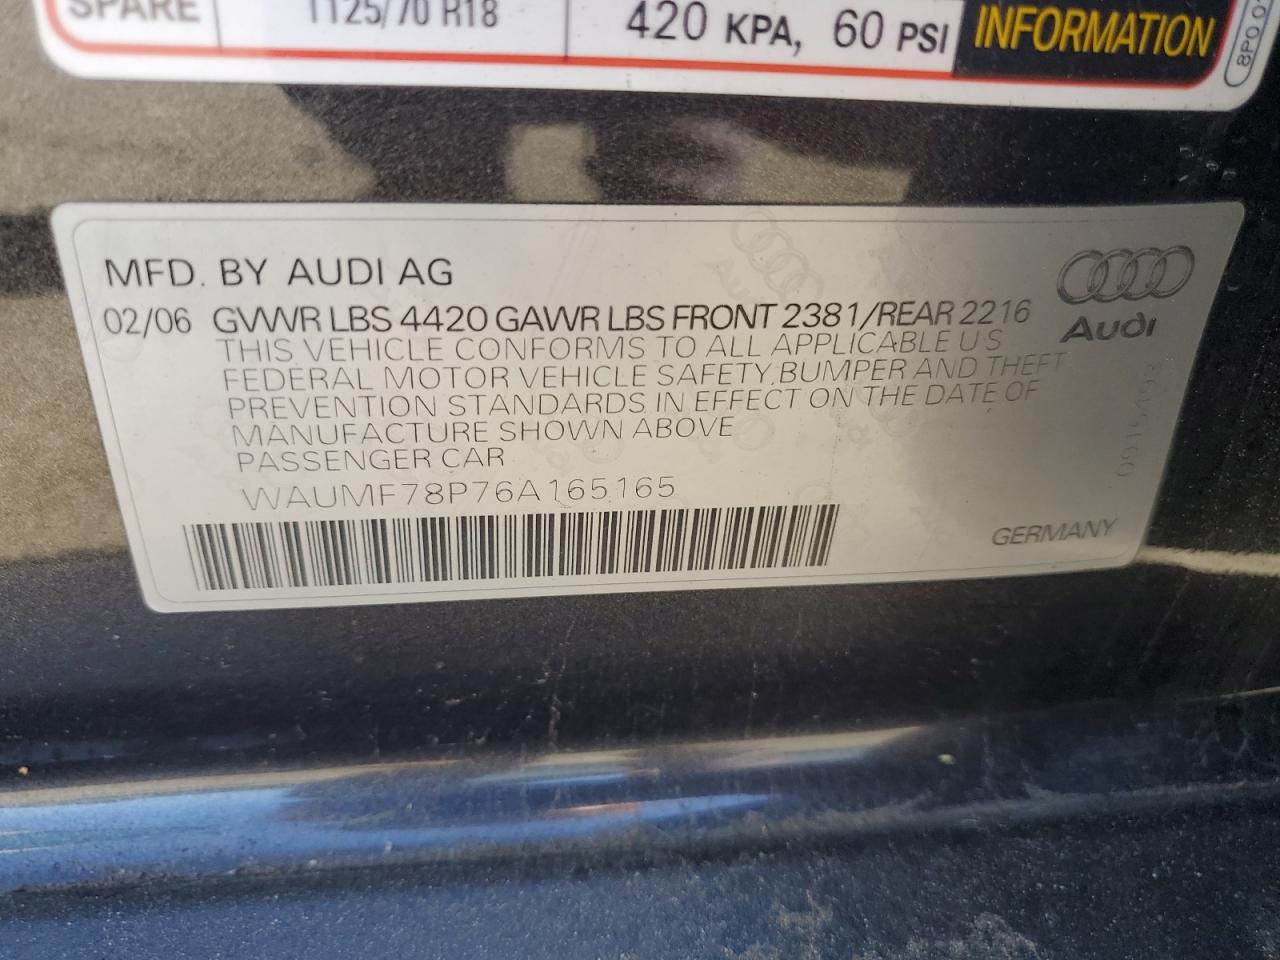 SPARE T125/70 R18 420 KPA, 60 PSI INFORMATION
MFD. BY AUDI AG
02/06 GVWR LBS 4420 GAWR LBS FRONT 2381/REAR 2216
Audi
THIS VEHICLE CONFORMS TO ALL APPLICABLE U S
FEDERAL MOTOR VEHICLE SAFETY, BUMPER AND THEFT
PREVENTION STANDARDS IN EFFECT ON THE DATE OF
MANUFACTURE SHOWN ABOVE
PASSENGER CAR
WAUMF78P76A165165
GERMANY